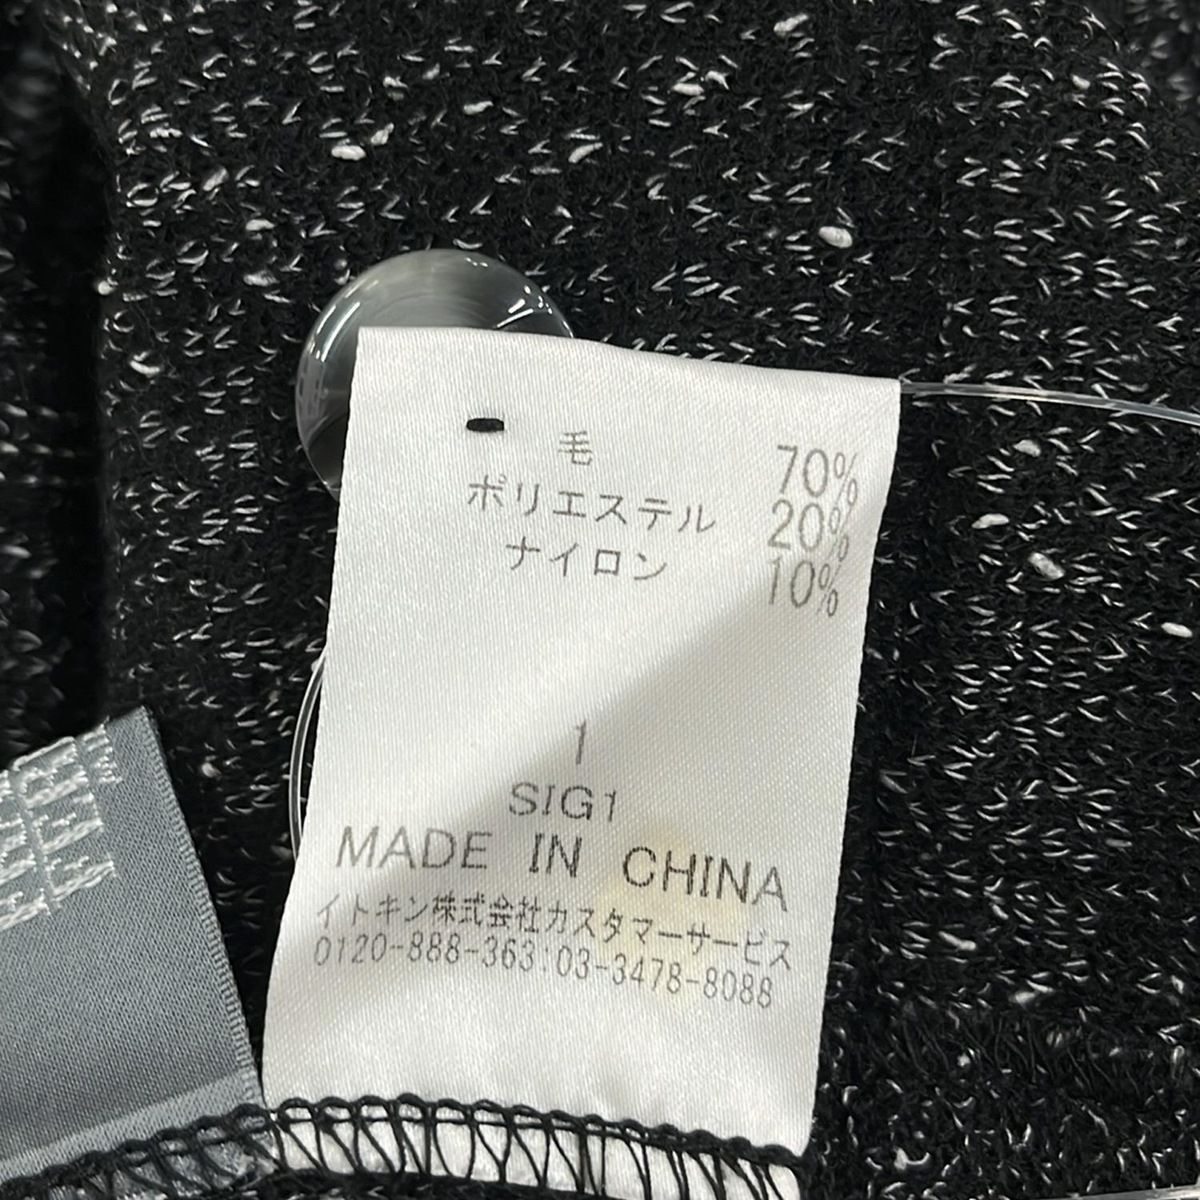 毛 70%
ポリエステル 20%
ナイロン 10%
1
SIG1
MADE IN CHINA
イトキン株式会社カスタマーサービス
0120-888-363:03-3478-8088